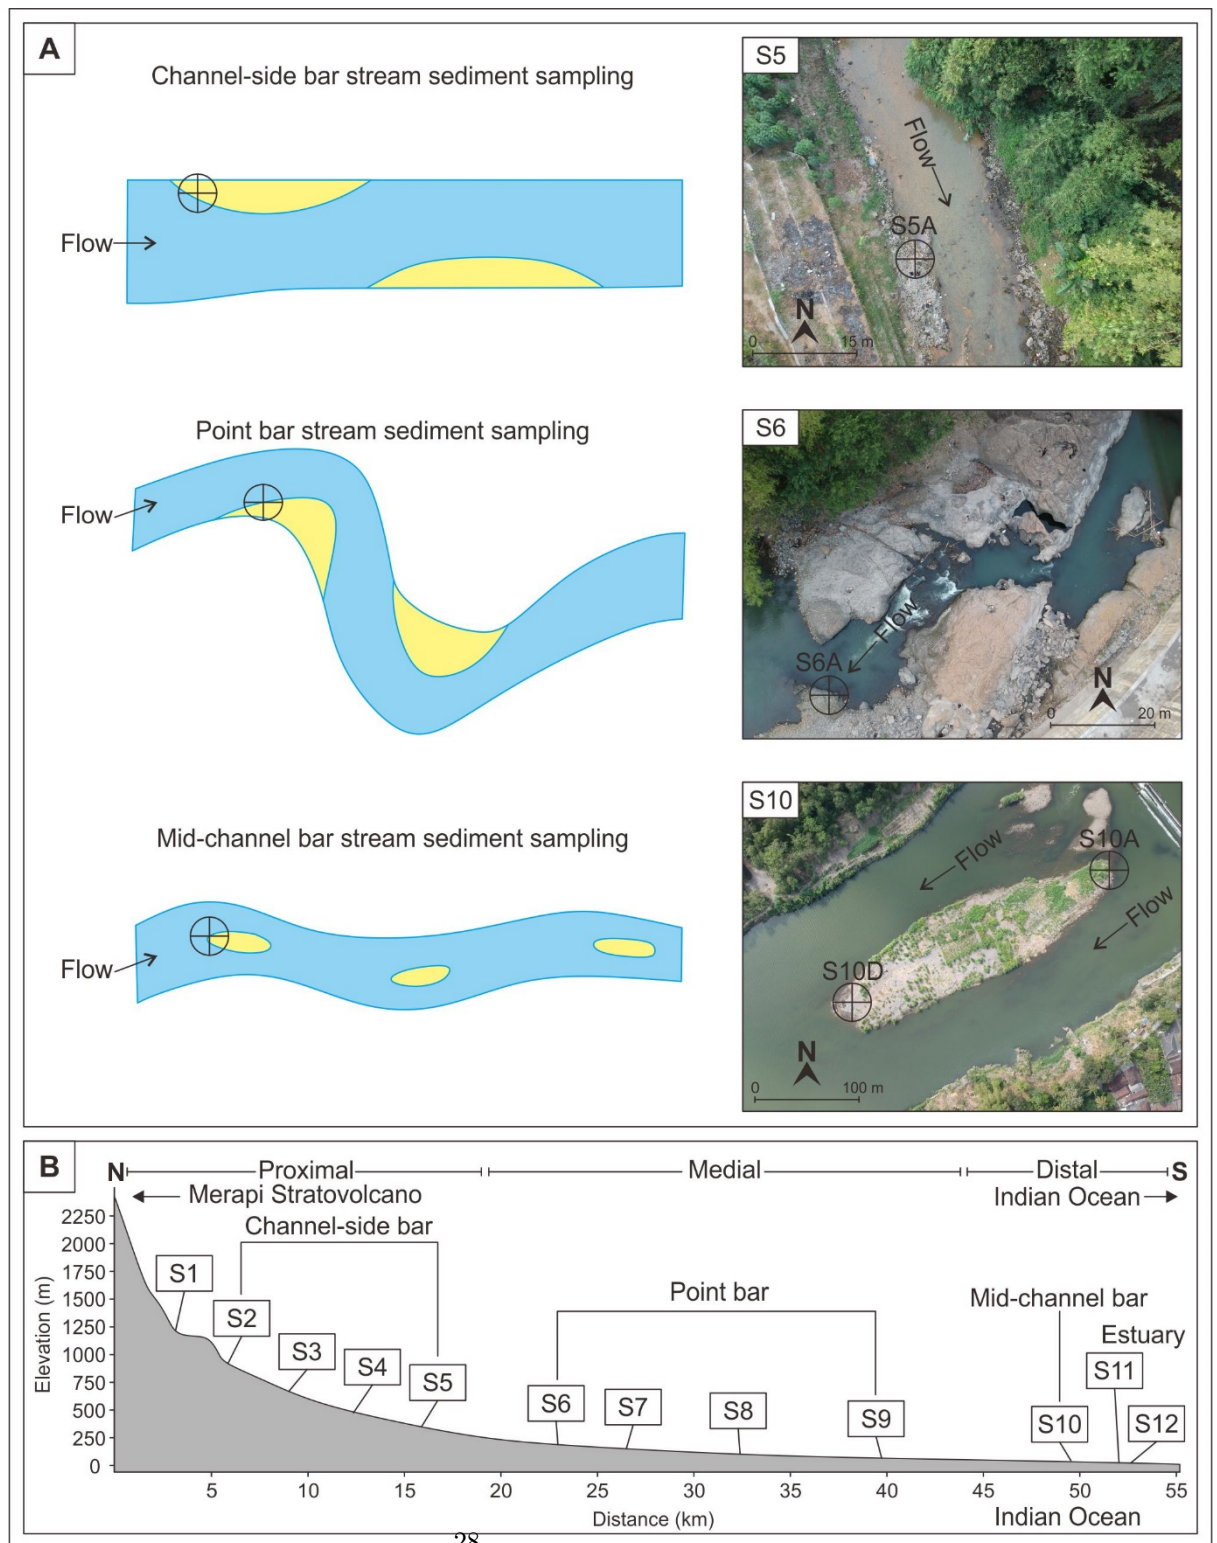 A
Channel-side bar stream sediment sampling
Flow
S5
Flow
S5A
N
0 15 m
Point bar stream sediment sampling
Flow
S6
Flow
S6A
N
0 20 m
Mid-channel bar stream sediment sampling
Flow
S10
Flow
S10A
Flow
S10D
N
0 100 m
B
N Proximal Medial Distal S
Merapi Stratovolcano Indian Ocean
Channel-side bar
Point bar
Mid-channel bar
Estuary
S1
S2
S3
S4
S5
S6
S7
S8
S9
S10
S11
S12
Elevation (m)
2250
2000
1750
1500
1250
1000
750
500
250
0
5 10 15 20 25 30 35 40 45 50 55
Distance (km)
Indian Ocean
28